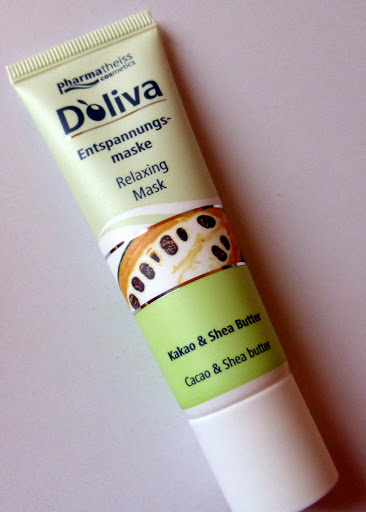 pharmatheiss
cosmetics
D'oliva
Entspannungs-
maske
Relaxing
Mask
Kakao & Shea Butter
Cacao & Shea butter